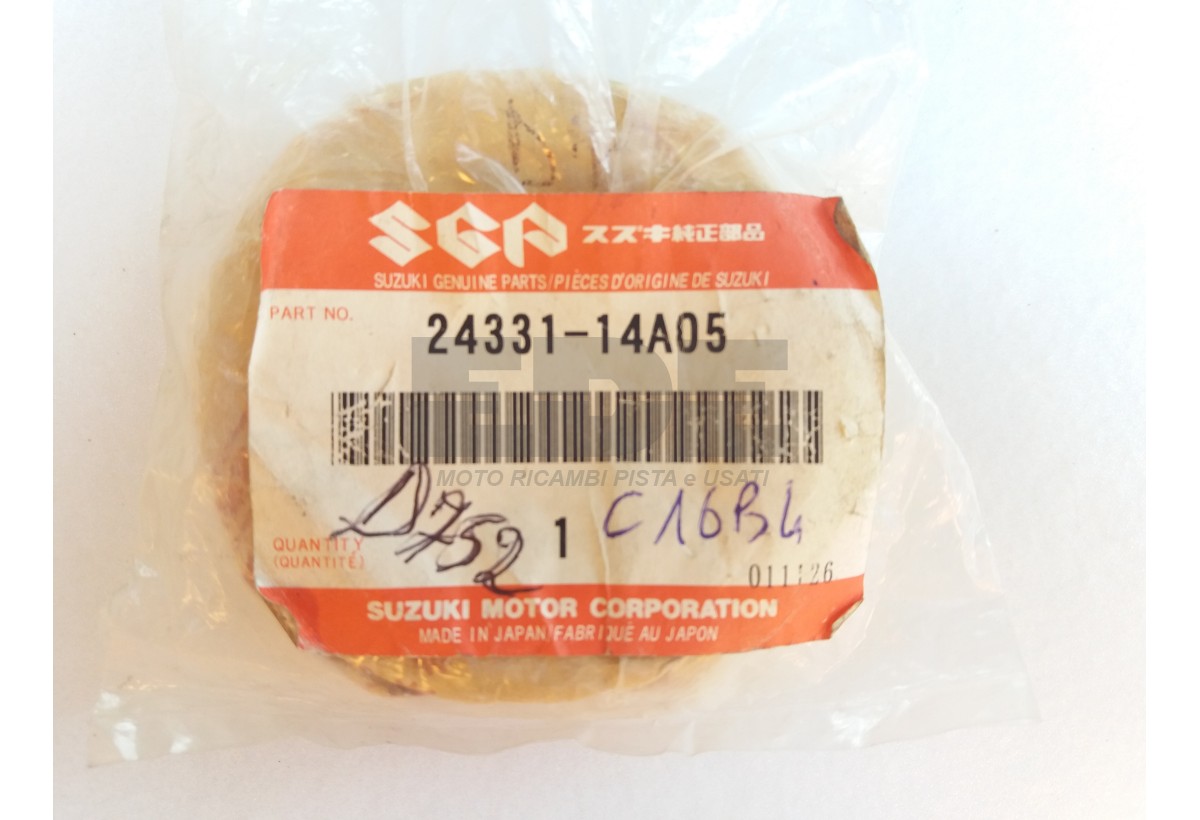 SGP スズキ純正部品
SUZUKI GENUINE PARTS/PIÈCES D'ORIGINE DE SUZUKI
PART NO.
24331-14A05
EDE
MOTO RICAMBI PISTA e USATI
C16B4
QUANTITY
(QUANTITÉ)
1
011126
SUZUKI MOTOR CORPORATION
MADE IN JAPAN/FABRIQUÉ AU JAPON